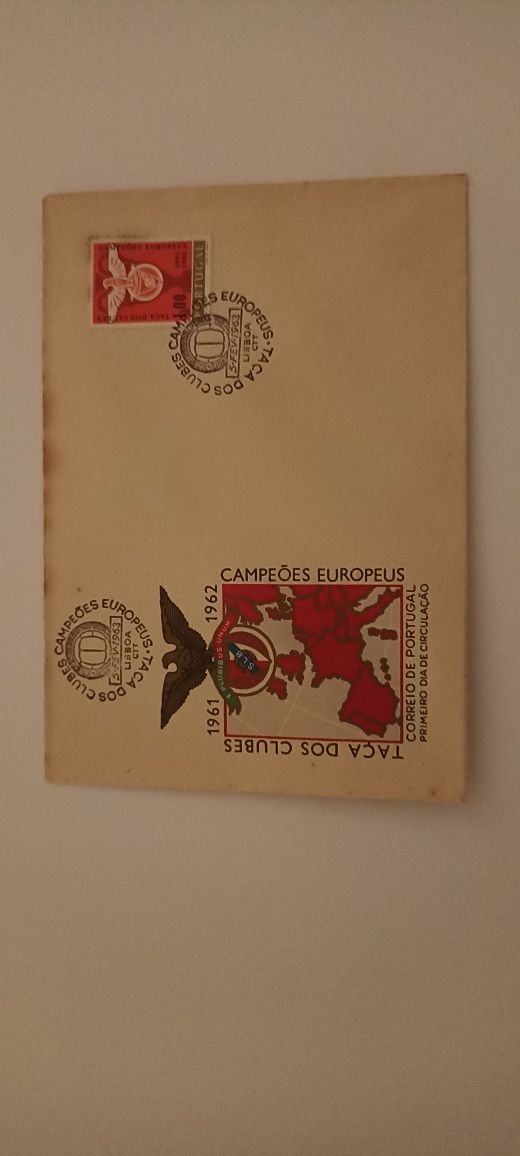 CAMPEÕES EUROPEUS
1961
1962
TAÇA DOS CLUBES
1$00
PORTUGAL
TAÇA DOS CLUBES CAMPEÕES EUROPEUS
5·FEV·1963
LISBOA
CTT
TAÇA DOS CLUBES CAMPEÕES EUROPEUS
5·FEV·1963
LISBOA
CTT
1961 1962
E PLURIBUS UNUM
SLB
TAÇA DOS CLUBES
CAMPEÕES EUROPEUS
CORREIO DE PORTUGAL
PRIMEIRO DIA DE CIRCULAÇÃO